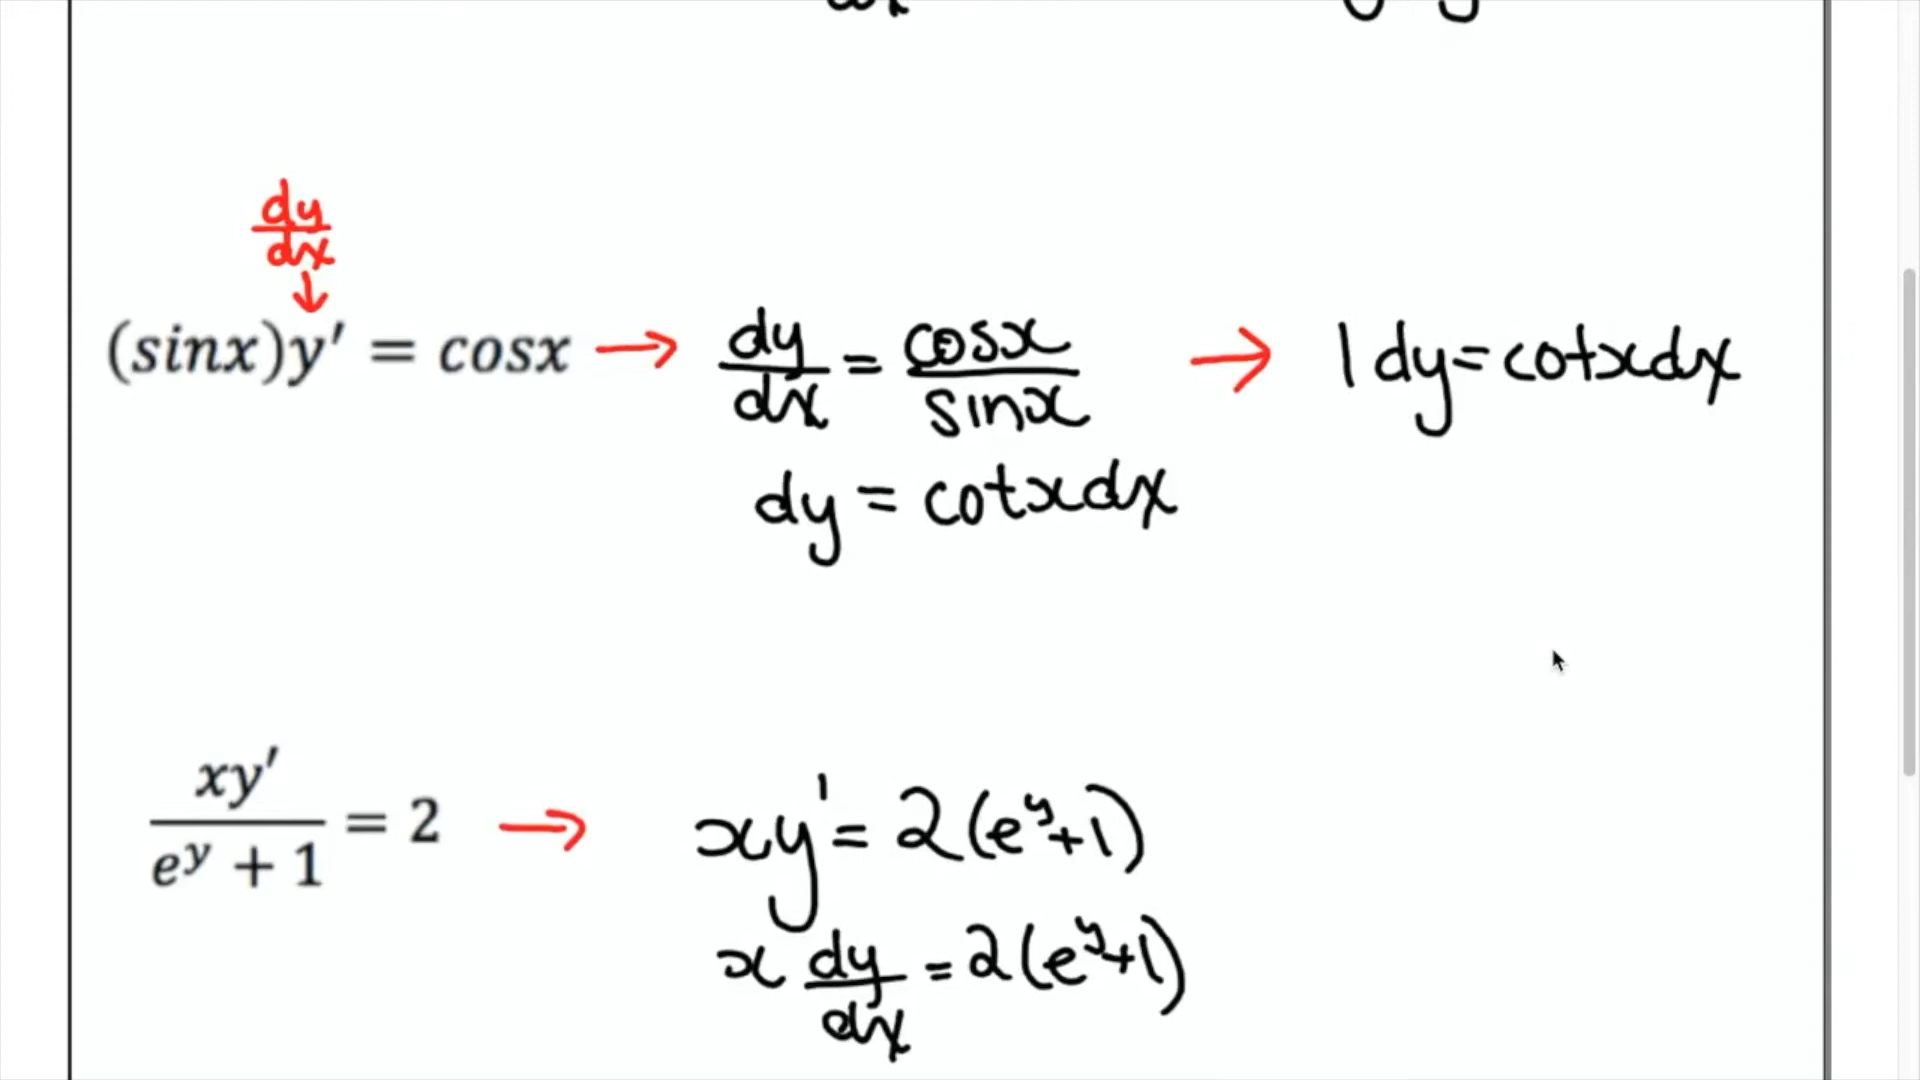 dy/dx ↓
(sinx)y′ = cosx → dy/dx = cosx/sinx → 1dy=cotxdx
dy = cotxdx
xy′/(e^y + 1) = 2 → xy' = 2(e^y+1)
x dy/dx = 2(e^y+1)